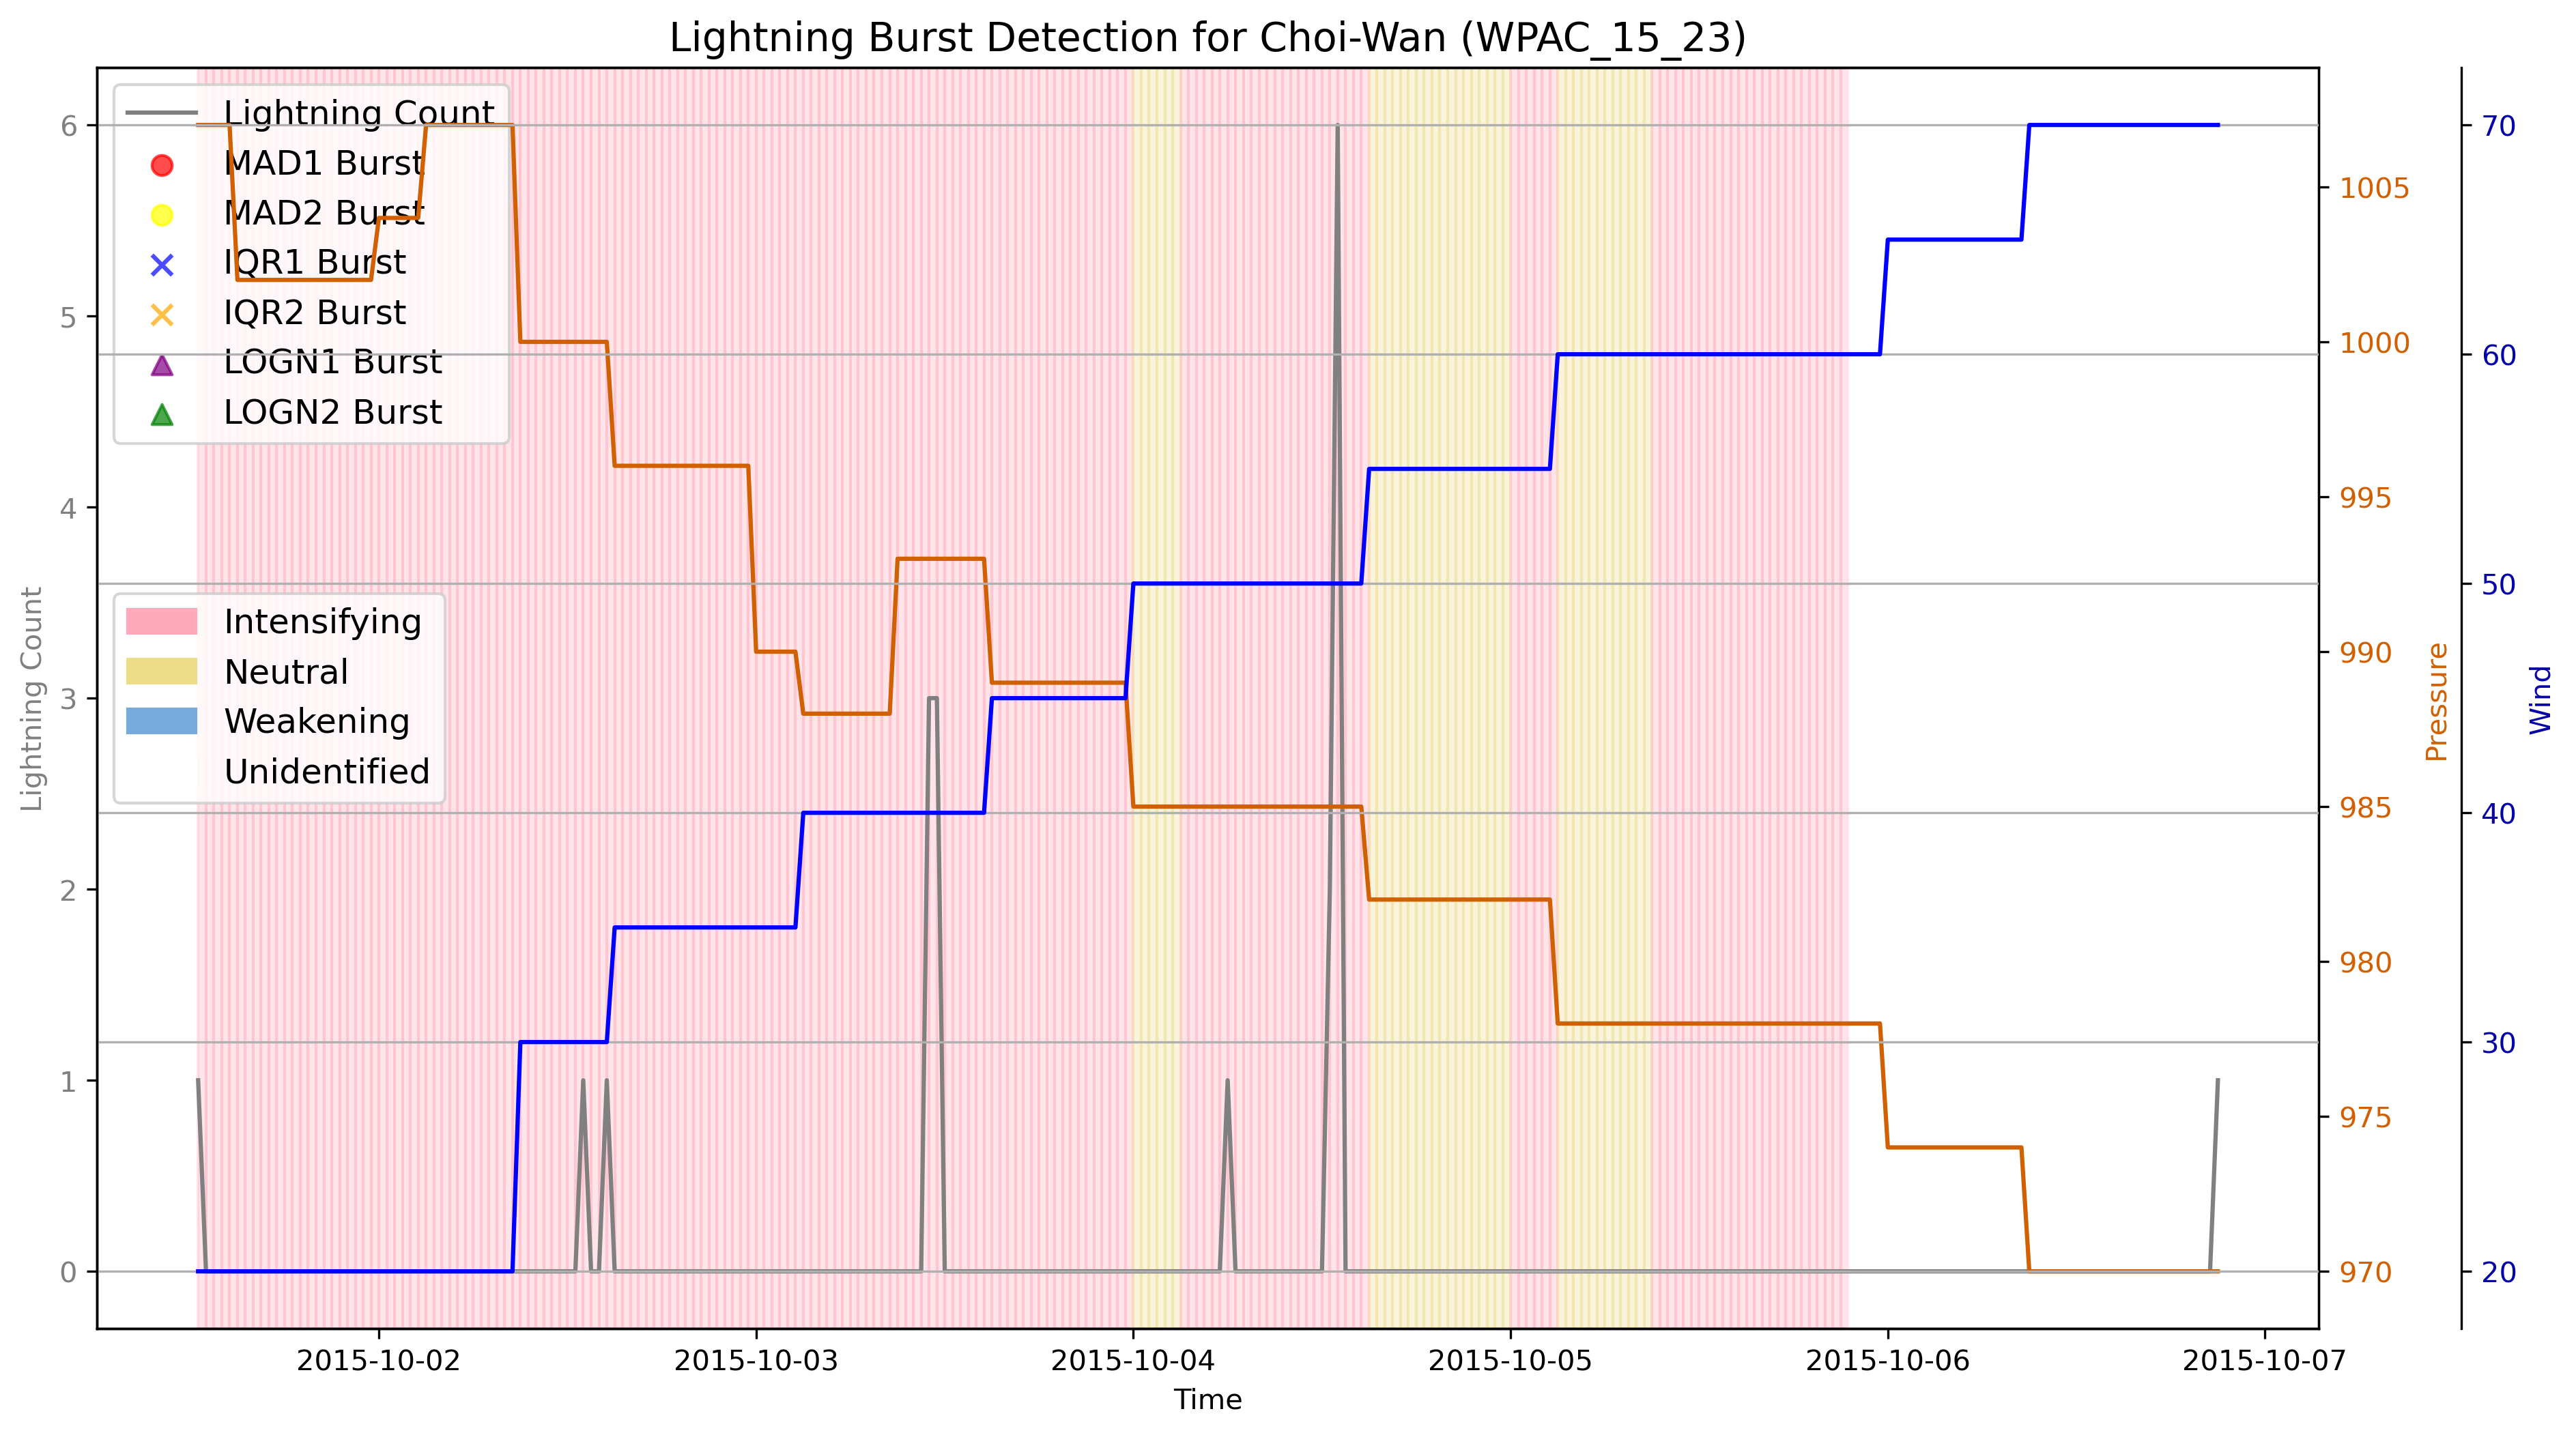 Lightning Burst Detection for Choi-Wan (WPAC_15_23)
Lightning Count
MAD1 Burst
MAD2 Burst
IQR1 Burst
IQR2 Burst
LOGN1 Burst
LOGN2 Burst
Intensifying
Neutral
Weakening
Unidentified
Lightning Count
6
5
4
3
2
1
0
1005
1000
995
990
985
980
975
970
Pressure
70
60
50
40
30
20
Wind
2015-10-02
2015-10-03
2015-10-04
2015-10-05
2015-10-06
2015-10-07
Time